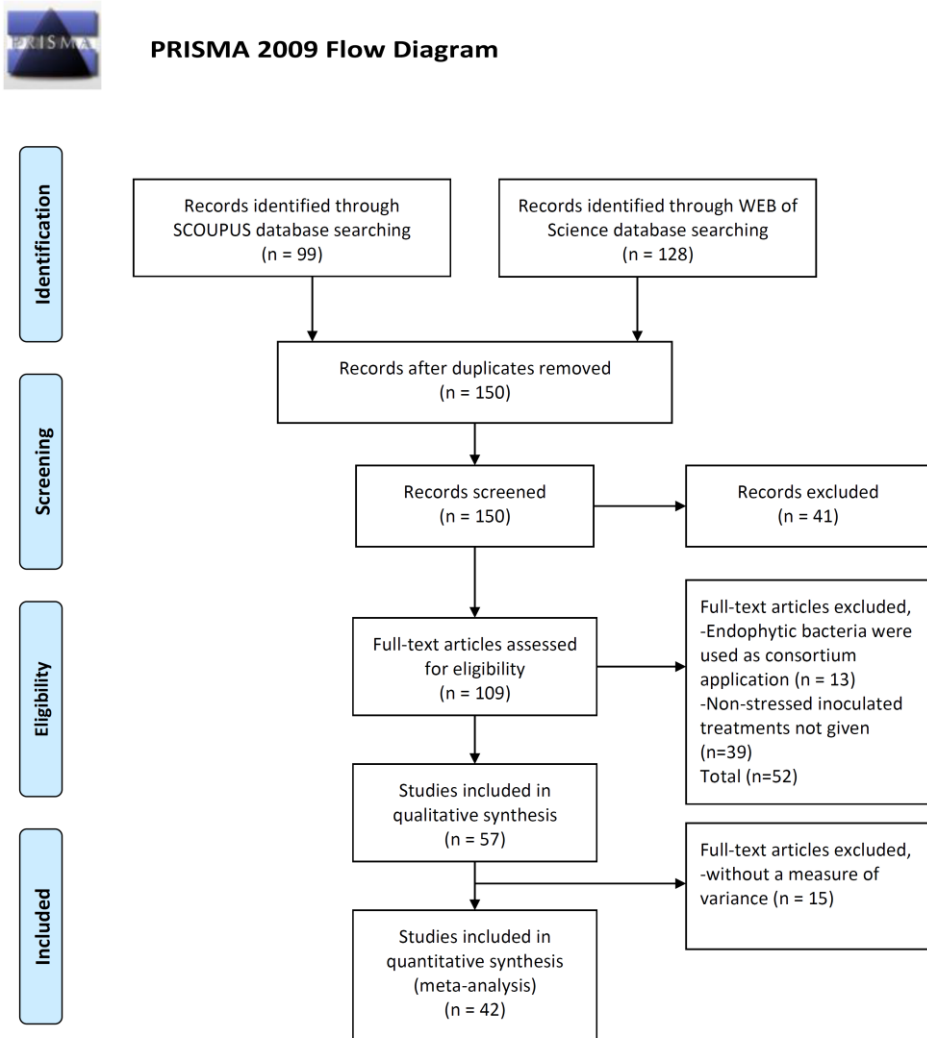 PRISMA
PRISMA 2009 Flow Diagram
Identification
Records identified through
SCOUPUS database searching
(n = 99)
Records identified through WEB of
Science database searching
(n = 128)
Records after duplicates removed
(n = 150)
Screening
Records screened
(n = 150)
Records excluded
(n = 41)
Eligibility
Full-text articles assessed
for eligibility
(n = 109)
Full-text articles excluded,
-Endophytic bacteria were
used as consortium
application (n = 13)
-Non-stressed inoculated
treatments not given
(n=39)
Total (n=52)
Studies included in
qualitative synthesis
(n = 57)
Included
Full-text articles excluded,
-without a measure of
variance (n = 15)
Studies included in
quantitative synthesis
(meta-analysis)
(n = 42)